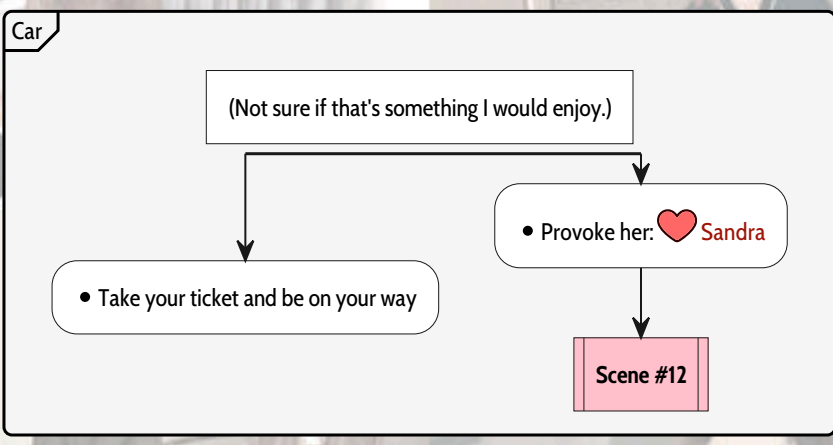 Car
(Not sure if that's something I would enjoy.)
• Provoke her: Sandra
• Take your ticket and be on your way
Scene #12